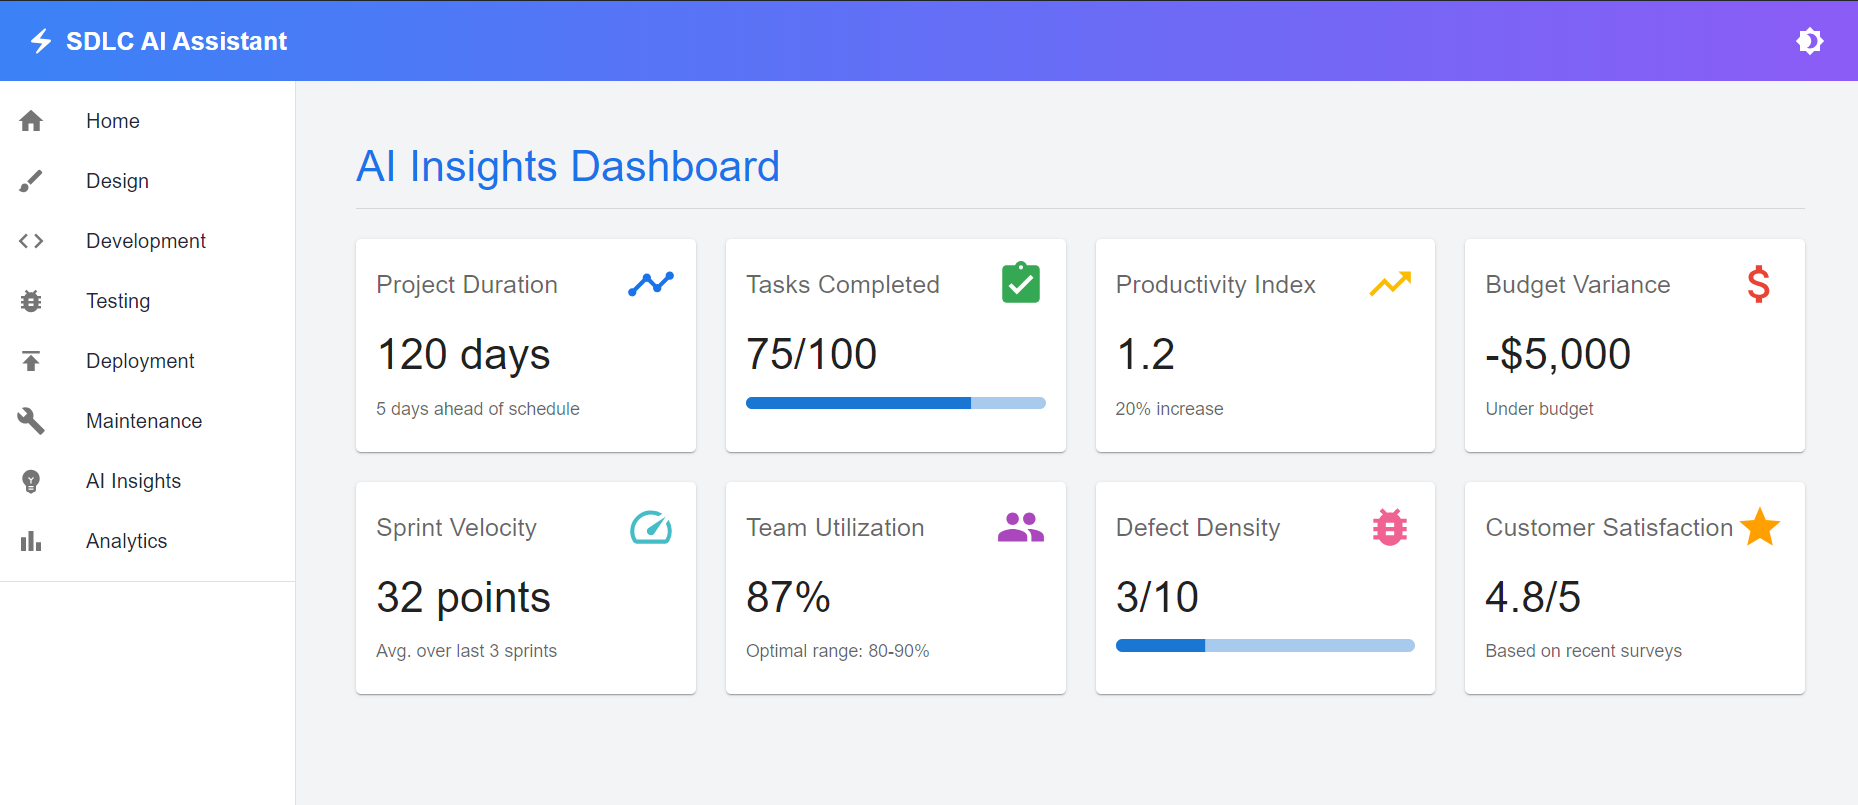 SDLC AI Assistant
Home
Design
Development
Testing
Deployment
Maintenance
AI Insights
Analytics
AI Insights Dashboard
Project Duration
120 days
5 days ahead of schedule
Tasks Completed
75/100
Productivity Index
1.2
20% increase
Budget Variance
-$5,000
Under budget
Sprint Velocity
32 points
Avg. over last 3 sprints
Team Utilization
87%
Optimal range: 80-90%
Defect Density
3/10
Customer Satisfaction
4.8/5
Based on recent surveys